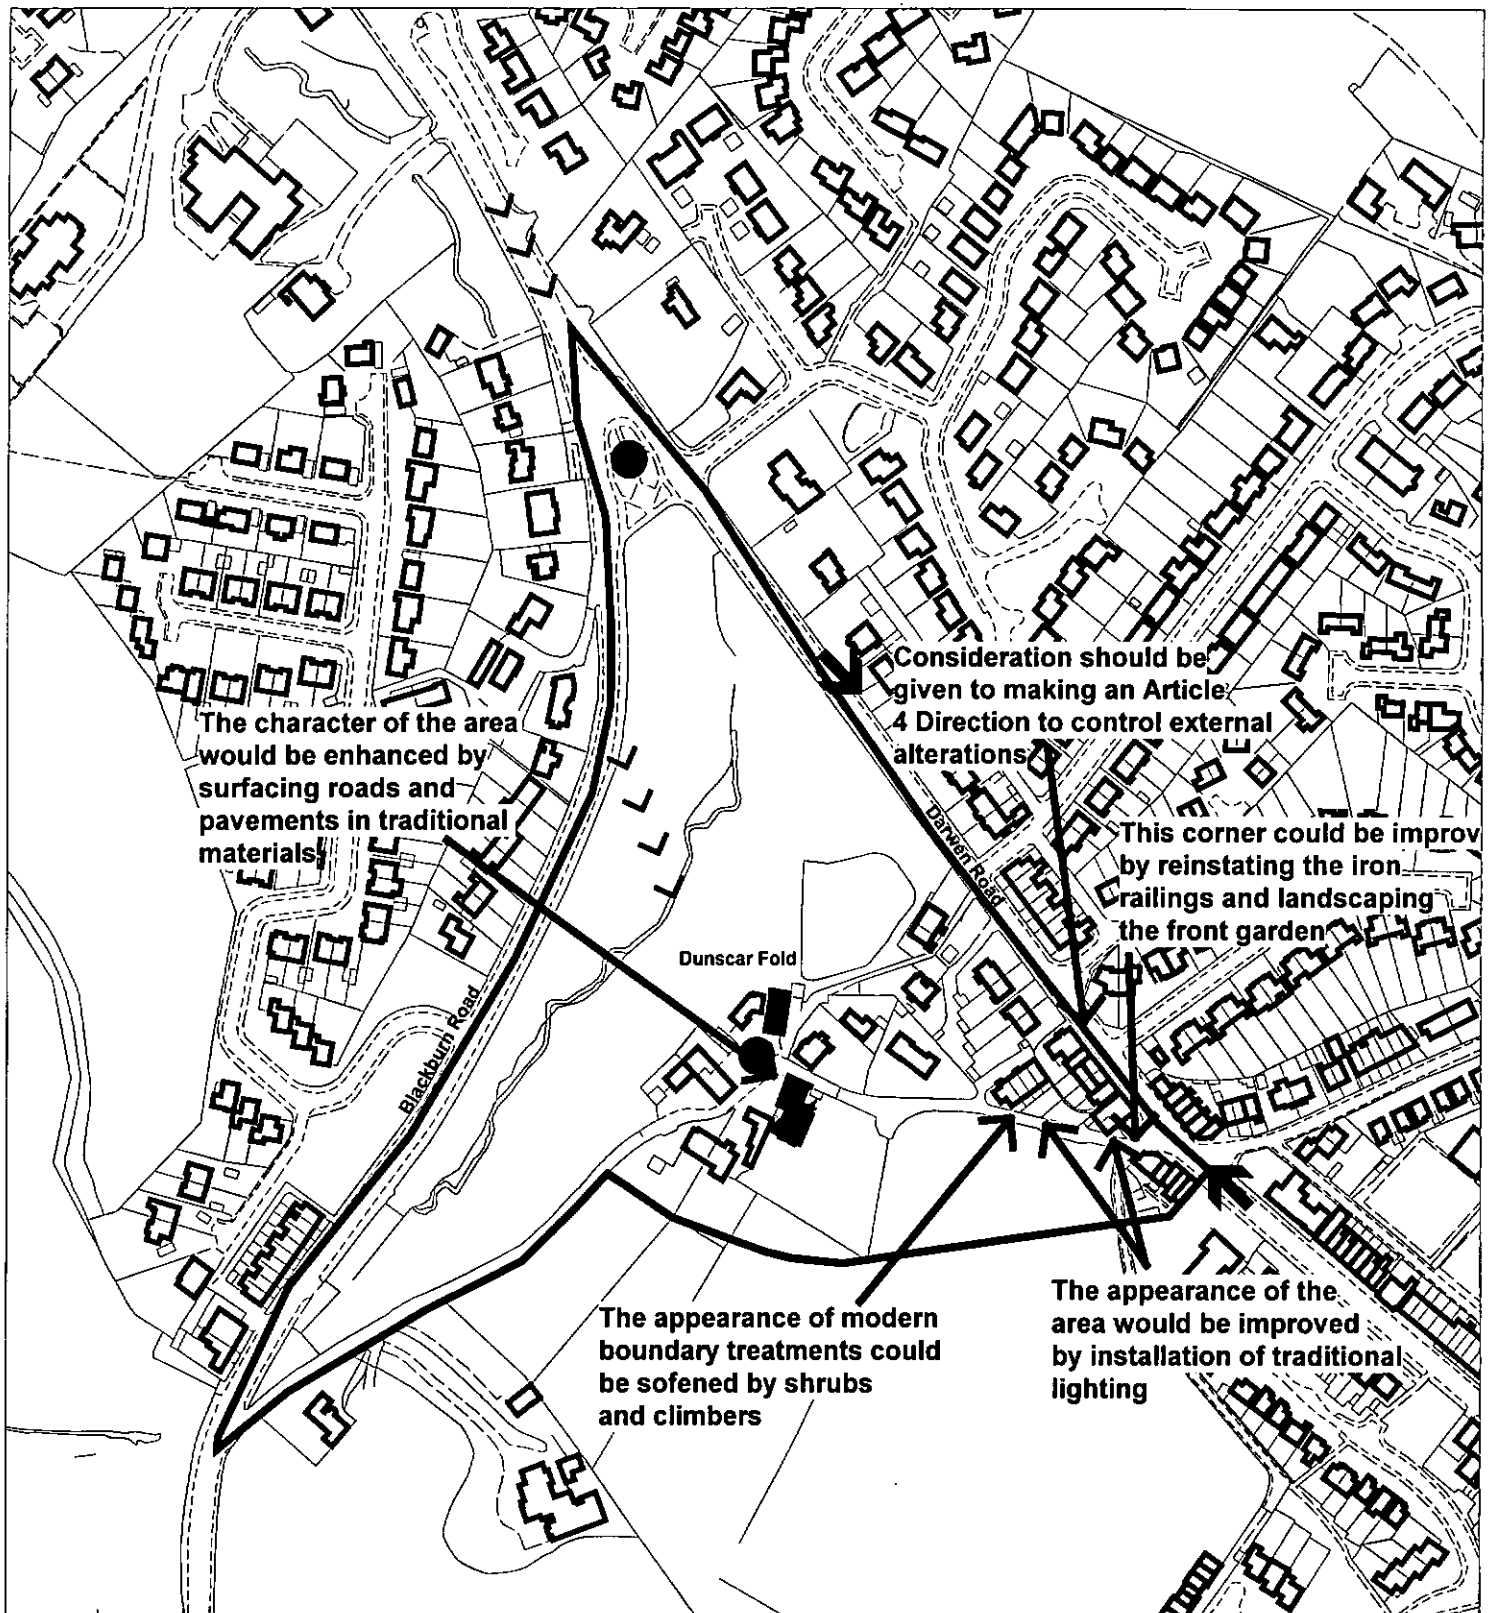 Consideration should be
given to making an Article
4 Direction to control external
alterations
The character of the area
would be enhanced by
surfacing roads and
pavements in traditional
materials
Darwen Road
This corner could be improv
by reinstating the iron
railings and landscaping
the front garden
Dunscar Fold
Blackburn Road
The appearance of modern
boundary treatments could
be sofened by shrubs
and climbers
The appearance of the
area would be improved
by installation of traditional
lighting